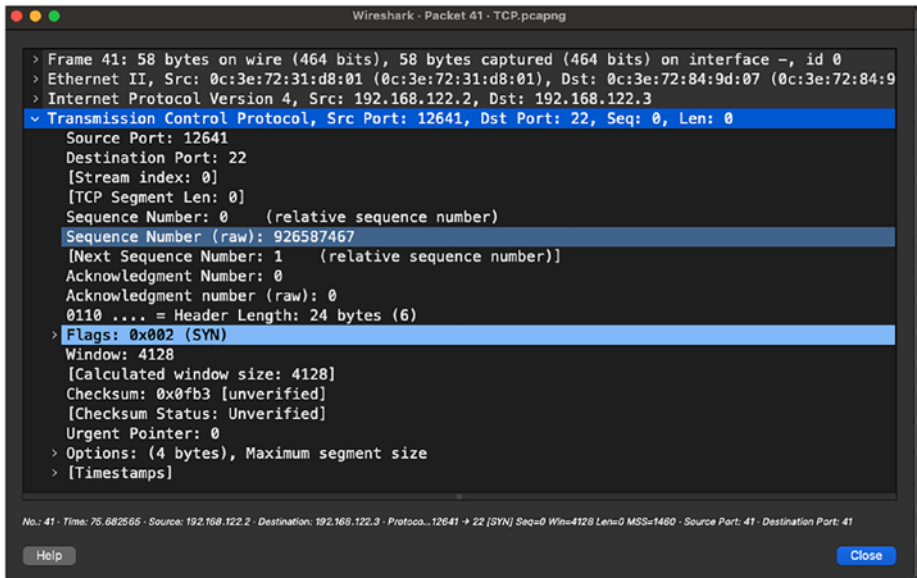 Wireshark · Packet 41 · TCP.pcapng
> Frame 41: 58 bytes on wire (464 bits), 58 bytes captured (464 bits) on interface -, id 0
> Ethernet II, Src: 0c:3e:72:31:d8:01 (0c:3e:72:31:d8:01), Dst: 0c:3e:72:84:9d:07 (0c:3e:72:84:9
> Internet Protocol Version 4, Src: 192.168.122.2, Dst: 192.168.122.3
⌄ Transmission Control Protocol, Src Port: 12641, Dst Port: 22, Seq: 0, Len: 0
Source Port: 12641
Destination Port: 22
[Stream index: 0]
[TCP Segment Len: 0]
Sequence Number: 0 (relative sequence number)
Sequence Number (raw): 926587467
[Next Sequence Number: 1 (relative sequence number)]
Acknowledgment Number: 0
Acknowledgment number (raw): 0
0110 .... = Header Length: 24 bytes (6)
> Flags: 0x002 (SYN)
Window: 4128
[Calculated window size: 4128]
Checksum: 0x0fb3 [unverified]
[Checksum Status: Unverified]
Urgent Pointer: 0
> Options: (4 bytes), Maximum segment size
> [Timestamps]
No.: 41 · Time: 75.682565 · Source: 192.168.122.2 · Destination: 192.168.122.3 · Protoco...12641 → 22 [SYN] Seq=0 Win=4128 Len=0 MSS=1460 · Source Port: 41 · Destination Port: 41
Help
Close